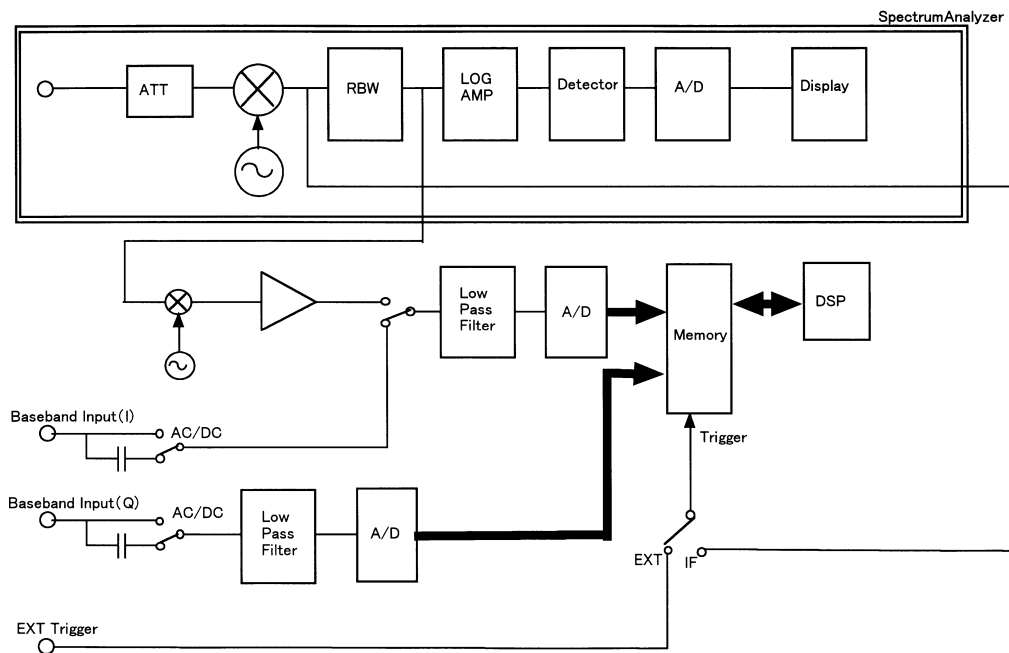 SpectrumAnalyzer
ATT
RBW
LOG
AMP
Detector
A/D
Display
Low
Pass
Filter
A/D
Memory
DSP
Baseband Input(I)
AC/DC
Trigger
Baseband Input(Q)
AC/DC
Low
Pass
Filter
A/D
EXT
IF
EXT Trigger